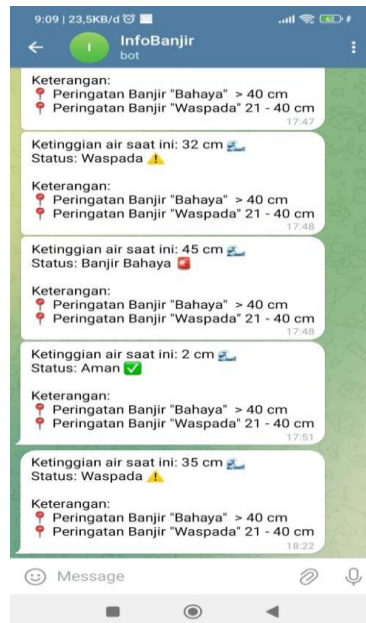 9:09 | 23,5KB/d
62
InfoBanjir
I
bot
Keterangan:
📍 Peringatan Banjir "Bahaya" > 40 cm
📍 Peringatan Banjir "Waspada" 21 - 40 cm
17:47
Ketinggian air saat ini: 32 cm 🌊
Status: Waspada ⚠️
Keterangan:
📍 Peringatan Banjir "Bahaya" > 40 cm
📍 Peringatan Banjir "Waspada" 21 - 40 cm
17:48
Ketinggian air saat ini: 45 cm 🌊
Status: Banjir Bahaya 🚨
Keterangan:
📍 Peringatan Banjir "Bahaya" > 40 cm
📍 Peringatan Banjir "Waspada" 21 - 40 cm
17:48
Ketinggian air saat ini: 2 cm 🌊
Status: Aman ✅
Keterangan:
📍 Peringatan Banjir "Bahaya" > 40 cm
📍 Peringatan Banjir "Waspada" 21 - 40 cm
17:51
Ketinggian air saat ini: 35 cm 🌊
Status: Waspada ⚠️
Keterangan:
📍 Peringatan Banjir "Bahaya" > 40 cm
📍 Peringatan Banjir "Waspada" 21 - 40 cm
18:22
Message